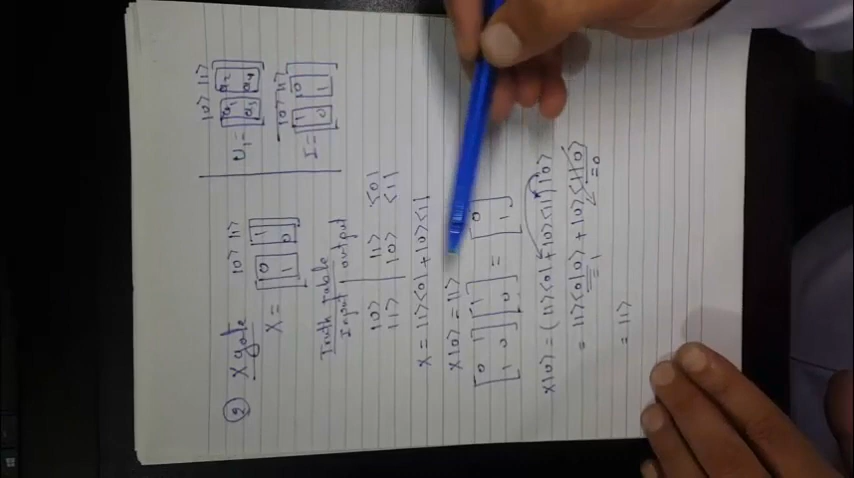 ② X gate
|0> |1>
X = [0 1
1 0]
Truth table
Input | output
|0> | |1> <0|
|1> | |0> <1|
X = |1><0| + |0><1|
X|0> = |1>
[0 1
1 0] [1
0] = [0
1]
X|0> = (|1><0| + |0><1|) |0>
= |1><0|0> + |0><1|0>
= 1
= 0
= |1>
|0> |1>
U₁ = [a₁ a₂
a₃ a₄]
|0> |1>
I = [1 0
0 1]